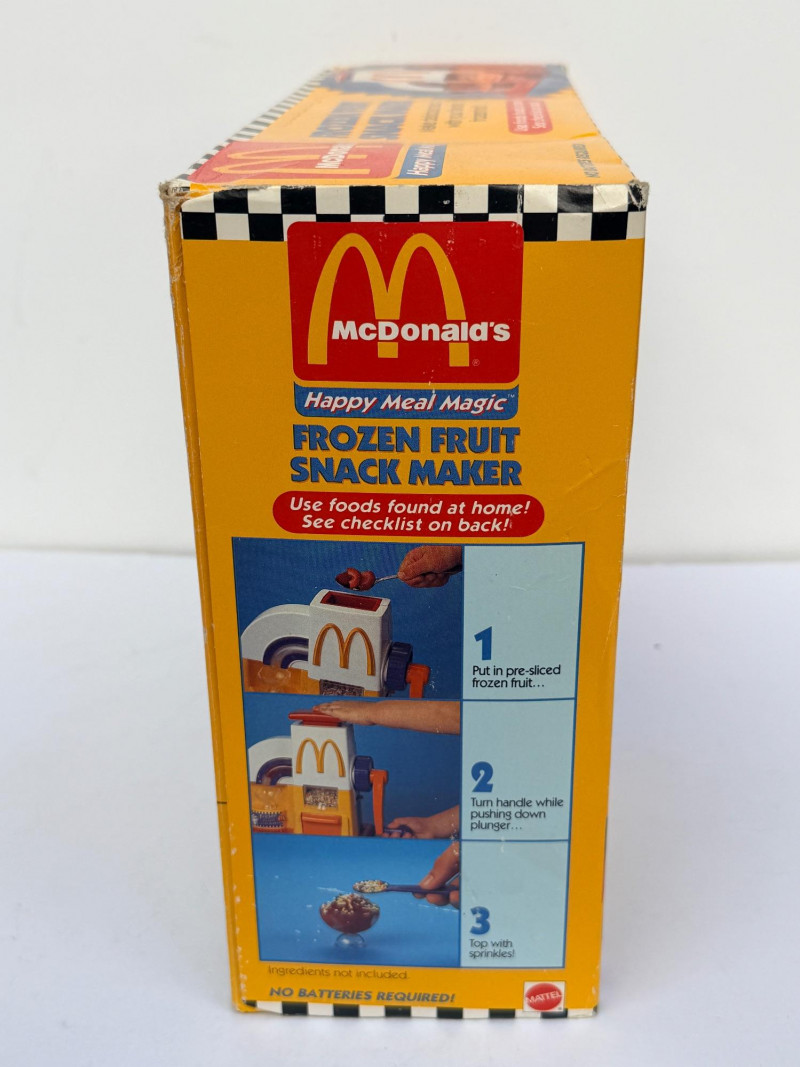 McDonald's
®
Happy Meal Magic™
FROZEN FRUIT
SNACK MAKER
Use foods found at home!
See checklist on back!
1
Put in pre-sliced
frozen fruit...
2
Turn handle while
pushing down
plunger...
3
Top with
sprinkles!
Ingredients not included.
NO BATTERIES REQUIRED!
MATTEL